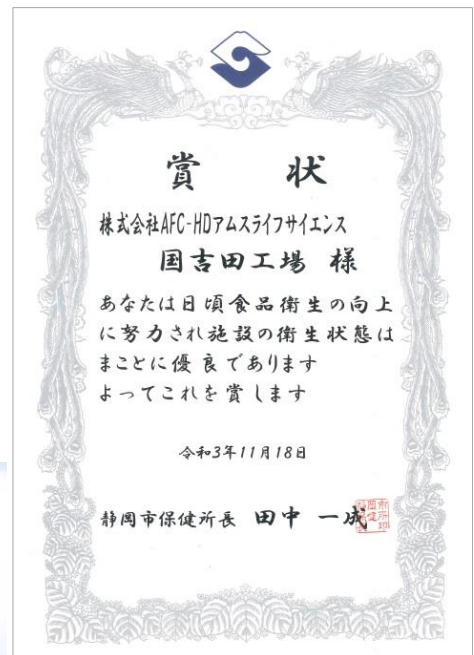 賞状
株式会社AFC-HDアムスライフサイエンス
国吉田工場 様
あなたは日頃食品衛生の向上
に努力され施設の衛生状態は
まことに優良であります
よってこれを賞します
令和3年11月18日
静岡市保健所長 田中 一成